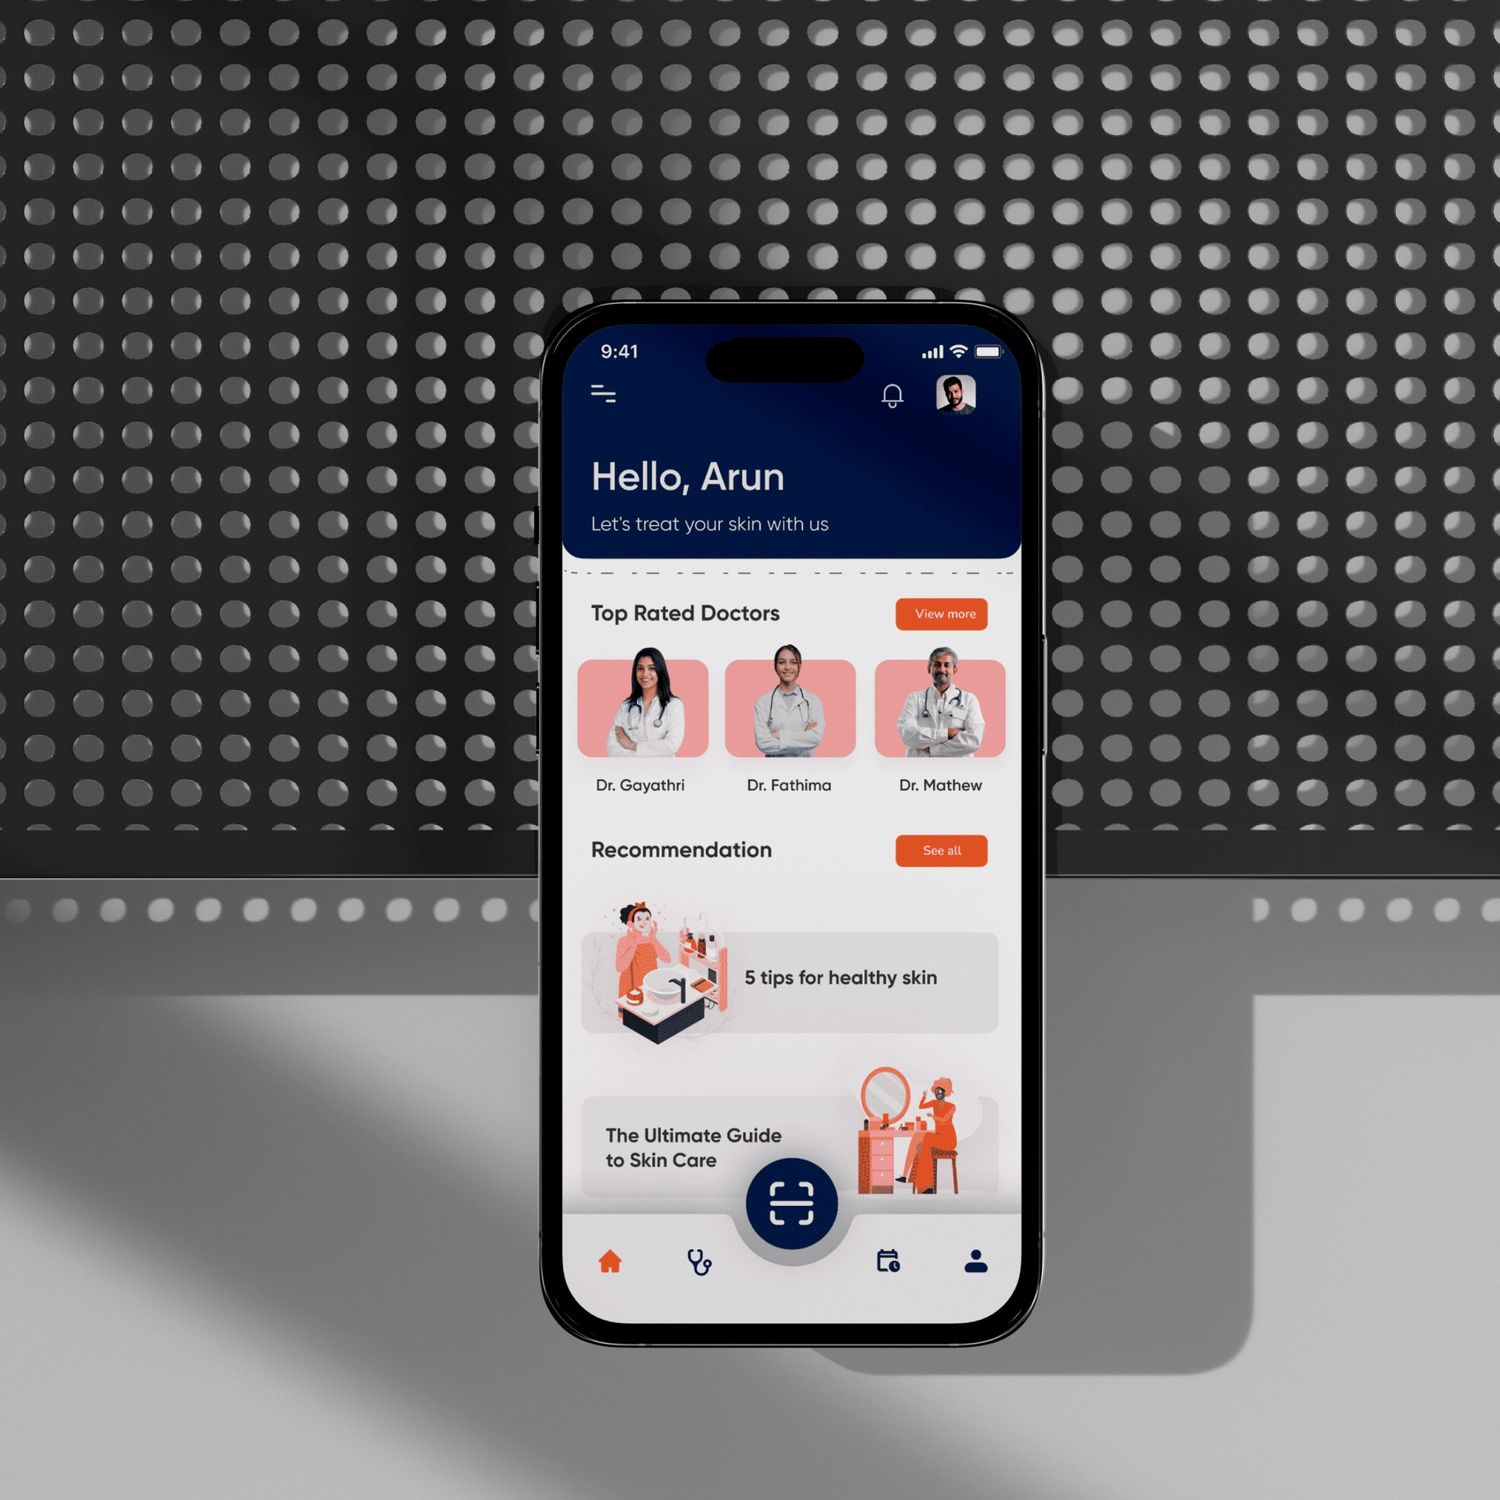 9:41
Hello, Arun
Let's treat your skin with us
Top Rated Doctors
View more
Dr. Gayathri
Dr. Fathima
Dr. Mathew
Recommendation
See all
5 tips for healthy skin
The Ultimate Guide
to Skin Care